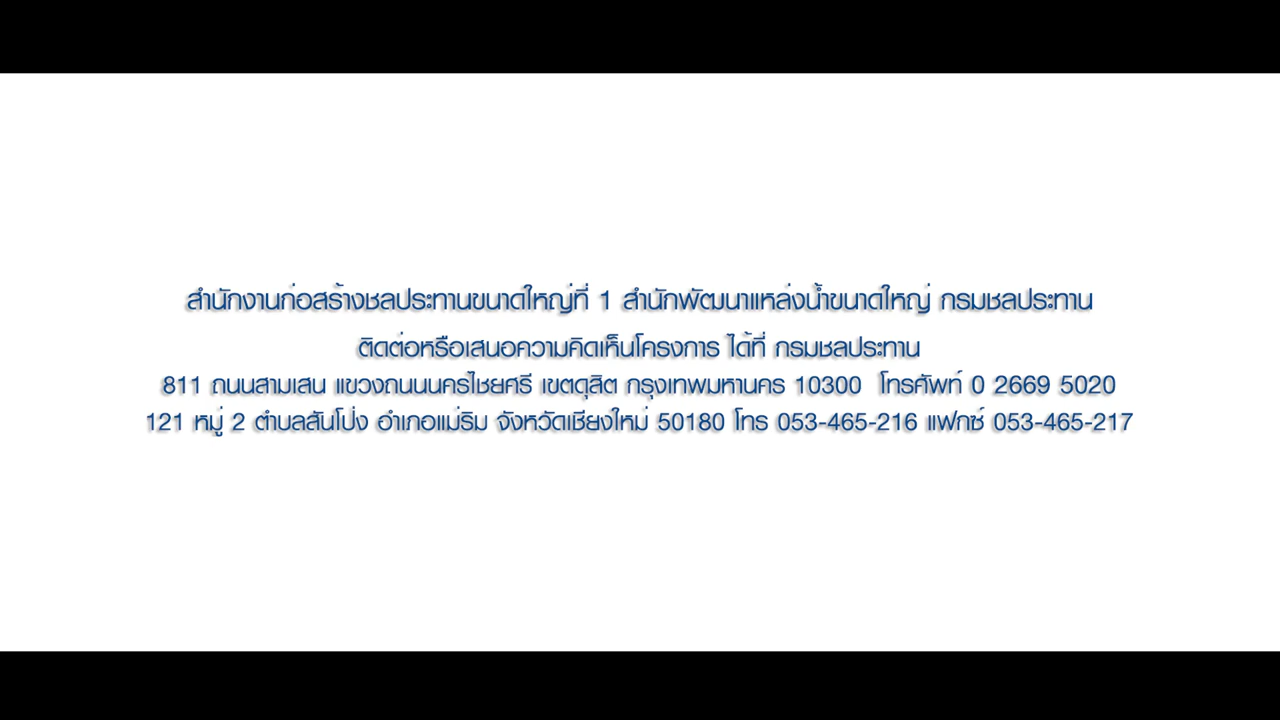 สำนักงานก่อสร้างชลประทานขนาดใหญ่ที่ 1 สำนักพัฒนาแหล่งน้ำขนาดใหญ่ กรมชลประทาน
ติดต่อหรือเสนอความคิดเห็นโครงการ ได้ที่ กรมชลประทาน
811 ถนนสามเสน แขวงถนนนครไชยศรี เขตดุสิต กรุงเทพมหานคร 10300 โทรศัพท์ 0 2669 5020
121 หมู่ 2 ตำบลสันโป่ง อำเภอแม่ริม จังหวัดเชียงใหม่ 50180 โทร 053-465-216 แฟกซ์ 053-465-217